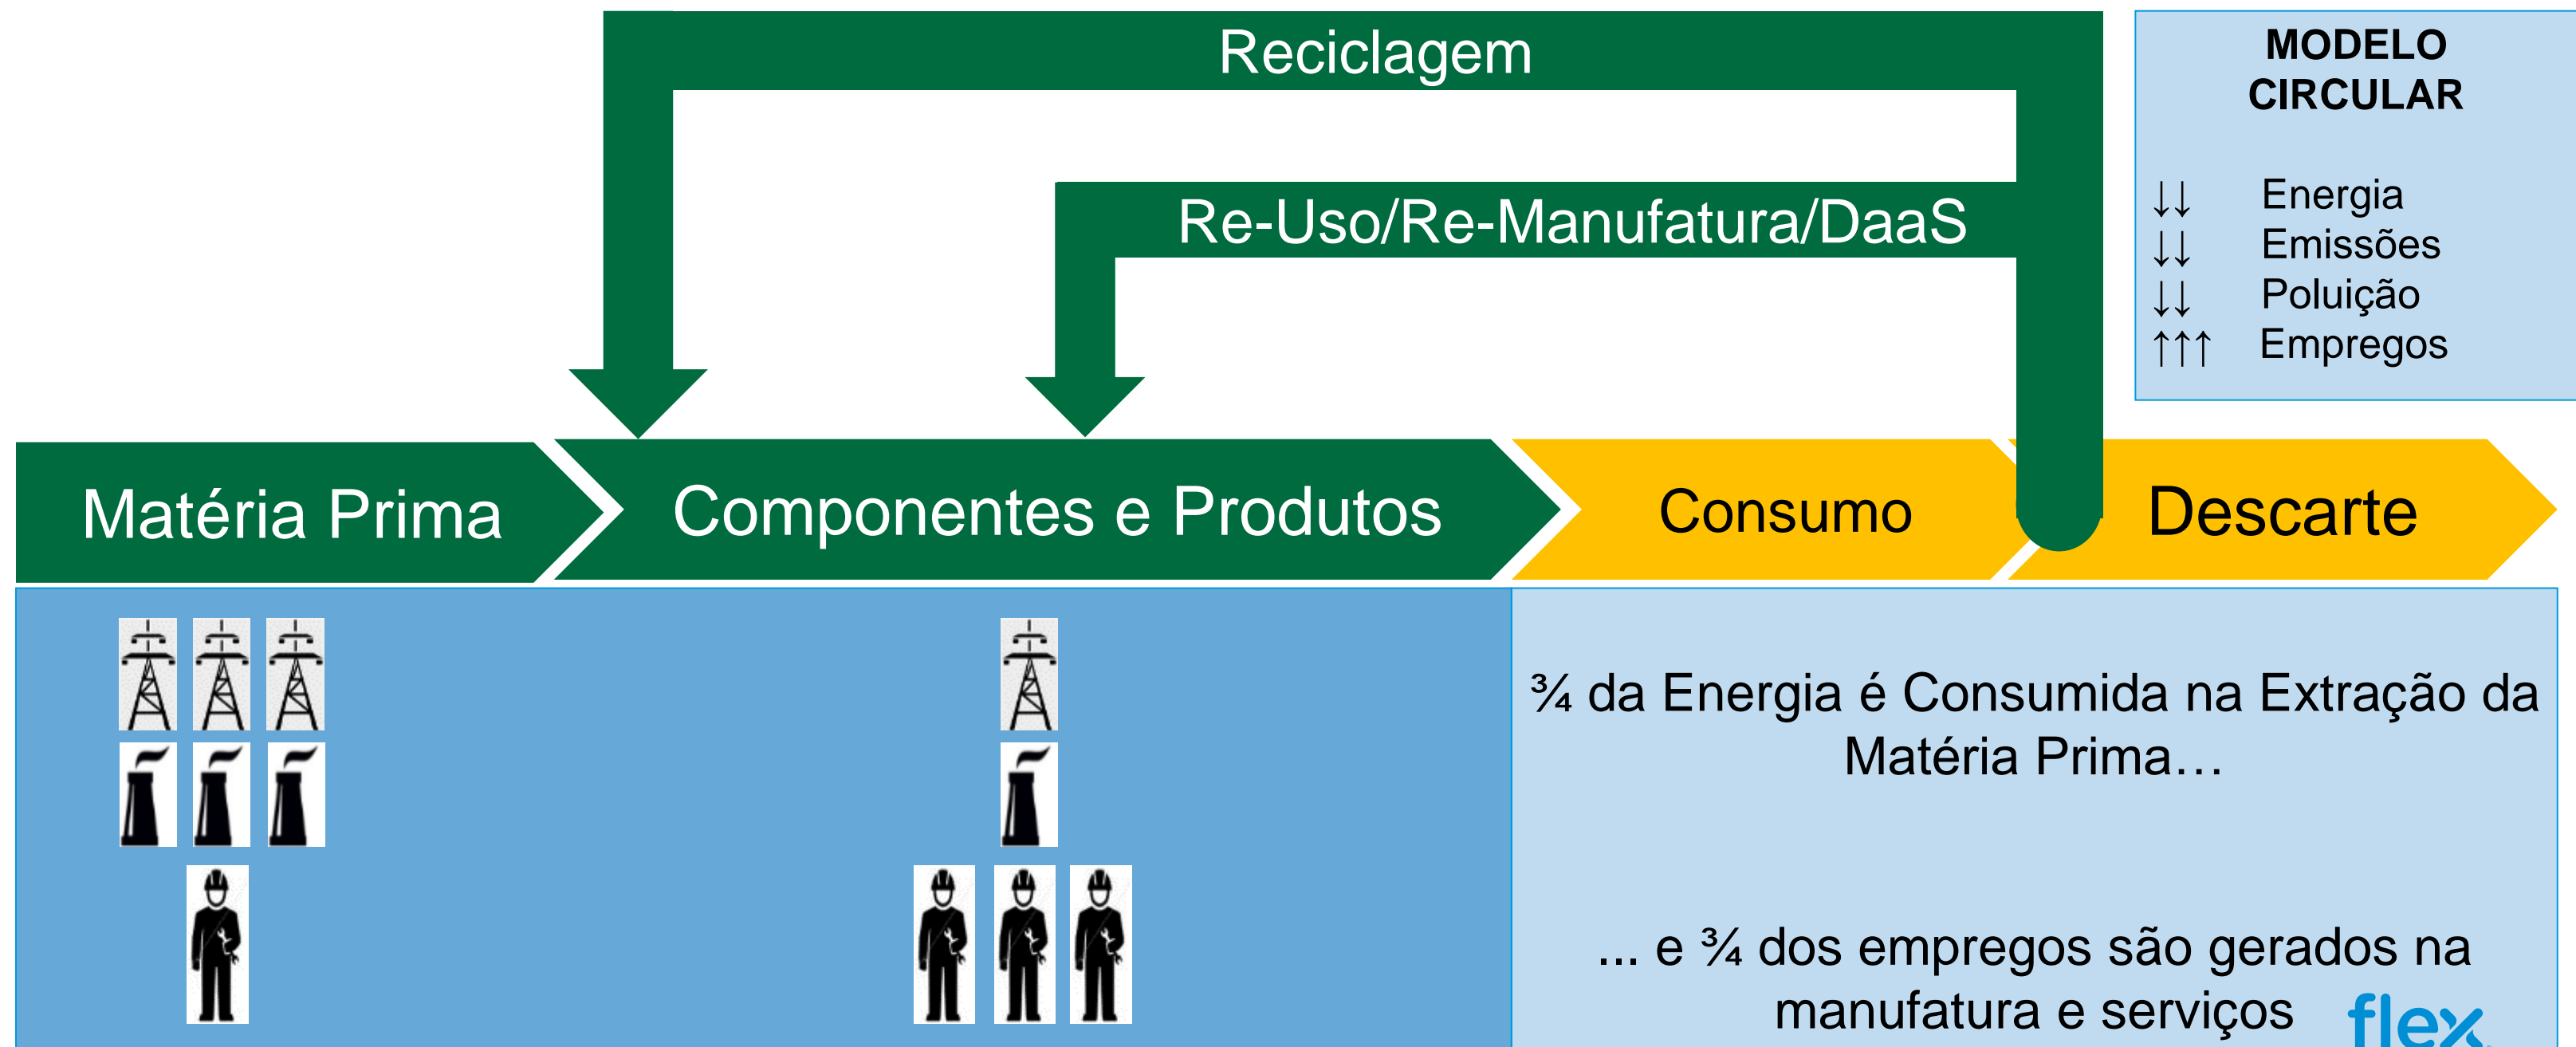 Reciclagem
Re-Uso/Re-Manufatura/DaaS
MODELO
CIRCULAR
↓↓ Energia
↓↓ Emissões
↓↓ Poluição
↑↑↑ Empregos
Matéria Prima
Componentes e Produtos
Consumo
Descarte
¾ da Energia é Consumida na Extração da
Matéria Prima…
... e ¾ dos empregos são gerados na
manufatura e serviços
flex